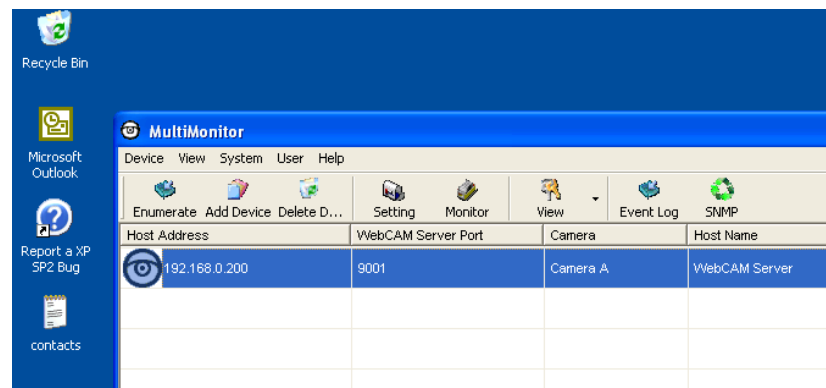 Recycle Bin
Microsoft
Outlook
Report a XP
SP2 Bug
contacts
MultiMonitor
Device View System User Help
Enumerate Add Device Delete D... Setting Monitor View Event Log SNMP
Host Address WebCAM Server Port Camera Host Name
192.168.0.200 9001 Camera A WebCAM Server